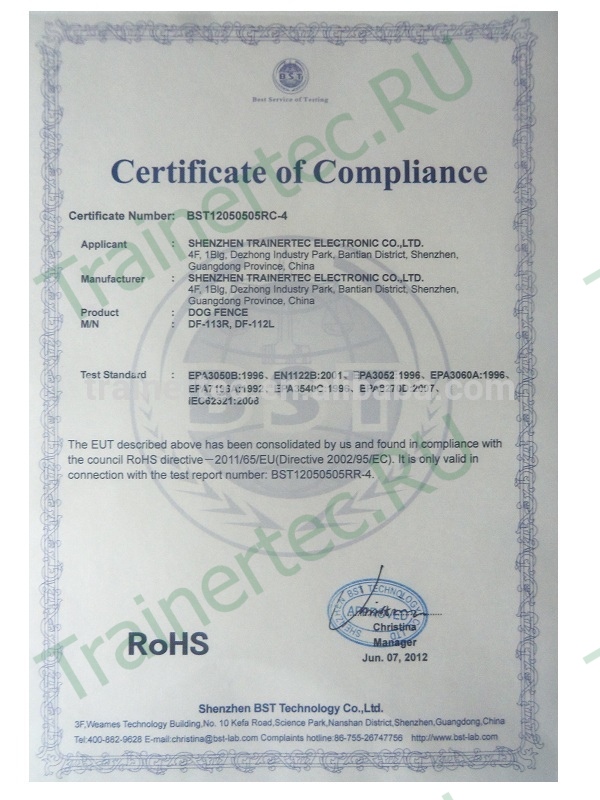 BST
Best Service of Testing
Certificate of Compliance
Certificate Number: BST12050505RC-4
Applicant : SHENZHEN TRAINERTEC ELECTRONIC CO.,LTD.
4F, 1Blg, Dezhong Industry Park, Bantian District, Shenzhen,
Guangdong Province, China
Manufacturer : SHENZHEN TRAINERTEC ELECTRONIC CO.,LTD.
4F, 1Blg, Dezhong Industry Park, Bantian District, Shenzhen,
Guangdong Province, China
Product : DOG FENCE
M/N : DF-113R, DF-112L
Test Standard : EPA3050B:1996、EN1122B:2001、EPA3052:1996、EPA3060A:1996、
IEC62321:2008
The EUT described above has been consolidated by us and found in compliance with
the council RoHS directive－2011/65/EU(Directive 2002/95/EC). It is only valid in
connection with the test report number: BST12050505RR-4.
SHENZHEN BST TECHNOLOGY CO.,LTD
APPROVED
Christina
Manager
Jun. 07, 2012
RoHS
Shenzhen BST Technology Co.,Ltd.
3F,Weames Technology Building,No. 10 Kefa Road,Science Park,Nanshan District,Shenzhen,Guangdong,China
Tel:400-882-9628 E-mail:christina@bst-lab.com Complaints hotline:86-755-26747756 http://www.bst-lab.com
Trainertec.RU
Trainertec.RU